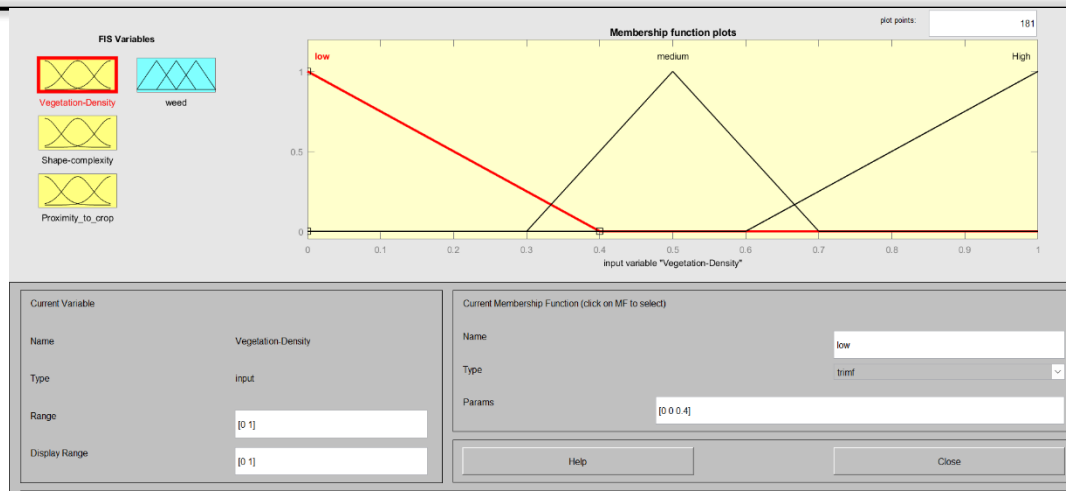 plot points:
181
FIS Variables
Membership function plots
low
medium
High
Vegetation-Density
weed
Shape-complexity
Proximity_to_crop
1
0.5
0
0 0.1 0.2 0.3 0.4 0.5 0.6 0.7 0.8 0.9 1
input variable "Vegetation-Density"
Current Variable
Name Vegetation-Density
Type input
Range [0 1]
Display Range [0 1]
Current Membership Function (click on MF to select)
Name low
Type trimf
Params [0 0 0.4]
Help
Close